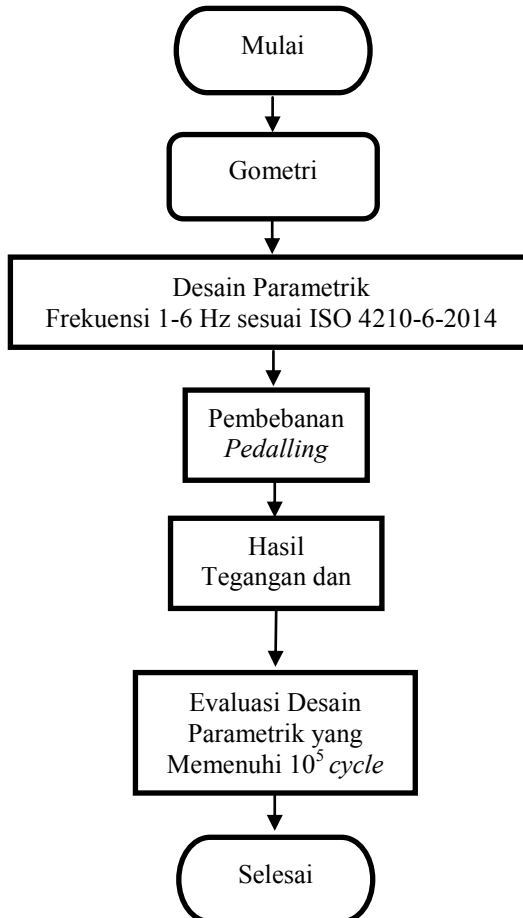 Mulai
Gometri
Desain Parametrik
Frekuensi 1-6 Hz sesuai ISO 4210-6-2014
Pembebanan
Pedalling
Hasil
Tegangan dan
Evaluasi Desain
Parametrik yang
Memenuhi 10⁵ cycle
Selesai